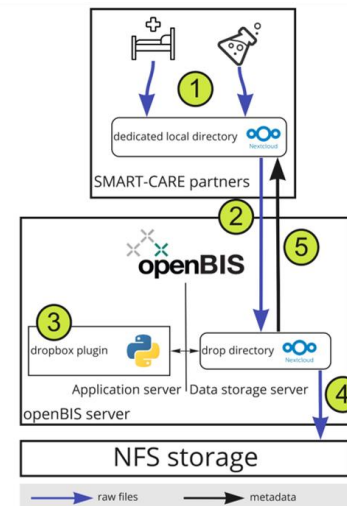 1
dedicated local directory
Nextcloud
SMART-CARE partners
2
5
openBIS
3
dropbox plugin
drop directory
Nextcloud
4
Application server
Data storage server
openBIS server
NFS storage
raw files
metadata